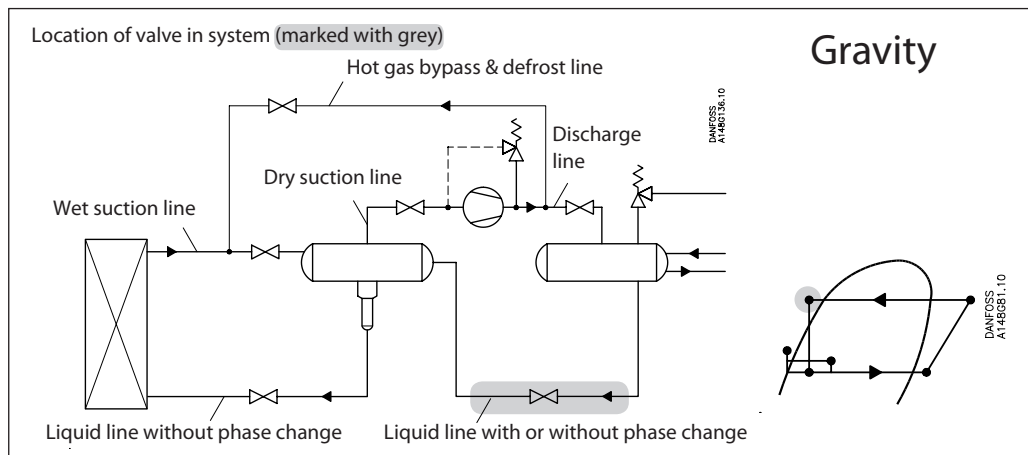 Location of valve in system (marked with grey)
Gravity
Hot gas bypass & defrost line
DANFOSS
A148G136.10
Discharge
line
Dry suction line
Wet suction line
DANFOSS
A148G81.10
Liquid line without phase change
Liquid line with or without phase change